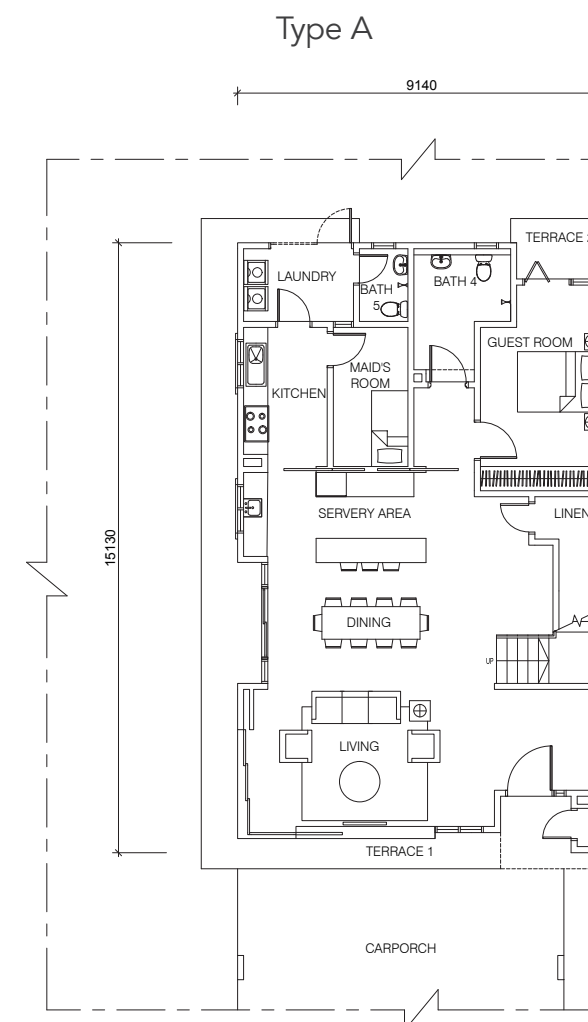 Type A
9140
TERRACE
LAUNDRY
BATH
5
BATH 4
GUEST ROOM
MAID'S
ROOM
KITCHEN
SERVERY AREA
LINEN
15130
DINING
UP
LIVING
TERRACE 1
CARPORCH